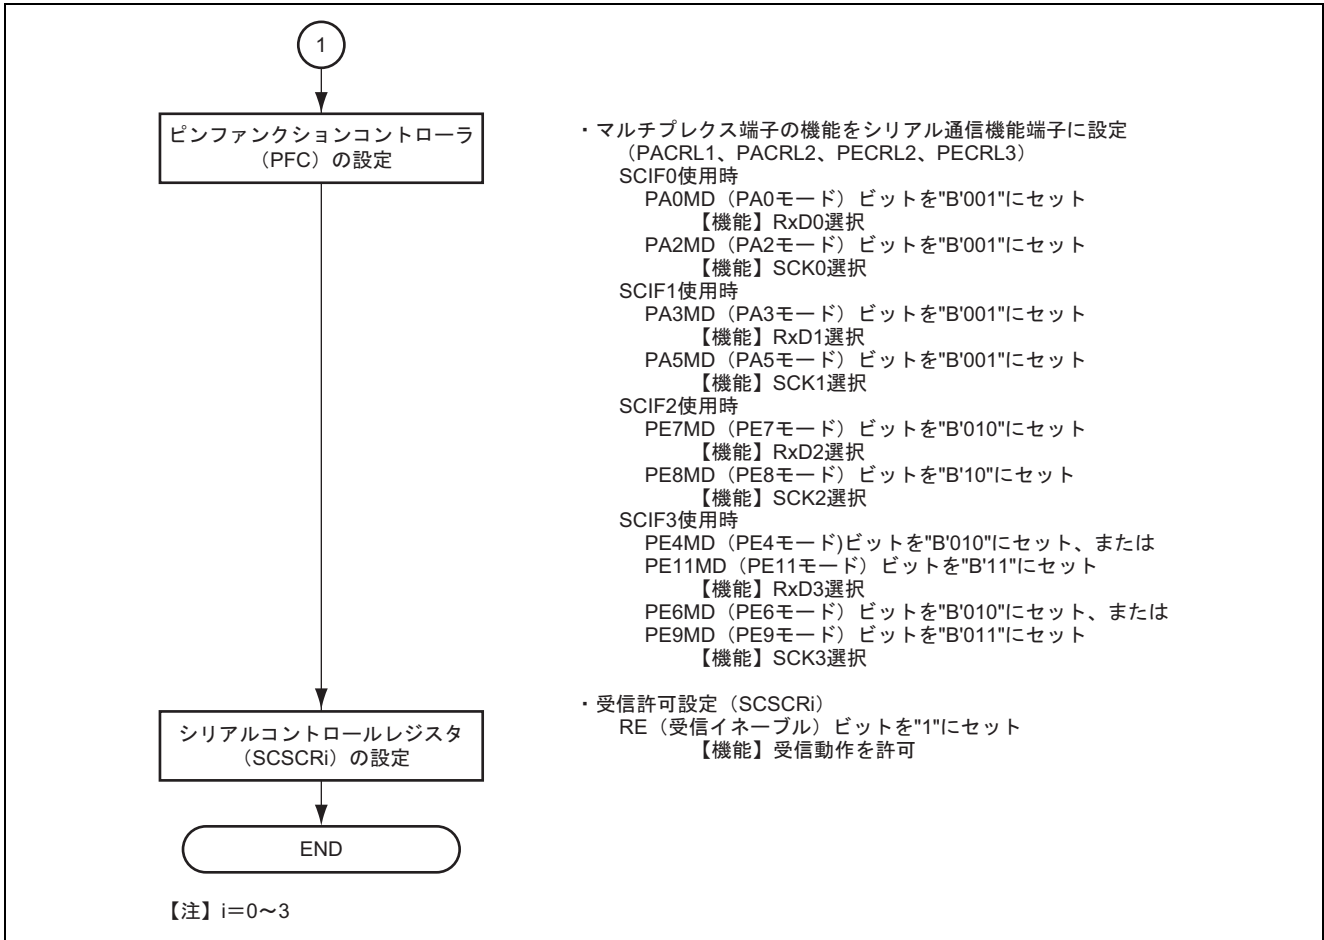 1
ピンファンクションコントローラ
（PFC）の設定
・マルチプレクス端子の機能をシリアル通信機能端子に設定
（PACRL1、PACRL2、PECRL2、PECRL3）
SCIF0使用時
PA0MD（PA0モード）ビットを"B'001"にセット
【機能】RxD0選択
PA2MD（PA2モード）ビットを"B'001"にセット
【機能】SCK0選択
SCIF1使用時
PA3MD（PA3モード）ビットを"B'001"にセット
【機能】RxD1選択
PA5MD（PA5モード）ビットを"B'001"にセット
【機能】SCK1選択
SCIF2使用時
PE7MD（PE7モード）ビットを"B'010"にセット
【機能】RxD2選択
PE8MD（PE8モード）ビットを"B'10"にセット
【機能】SCK2選択
SCIF3使用時
PE4MD（PE4モード)ビットを"B'010"にセット、または
PE11MD（PE11モード）ビットを"B'11"にセット
【機能】RxD3選択
PE6MD（PE6モード）ビットを"B'010"にセット、または
PE9MD（PE9モード）ビットを"B'011"にセット
【機能】SCK3選択
シリアルコントロールレジスタ
（SCSCRi）の設定
・受信許可設定（SCSCRi）
RE（受信イネーブル）ビットを"1"にセット
【機能】受信動作を許可
END
【注】i＝0～3